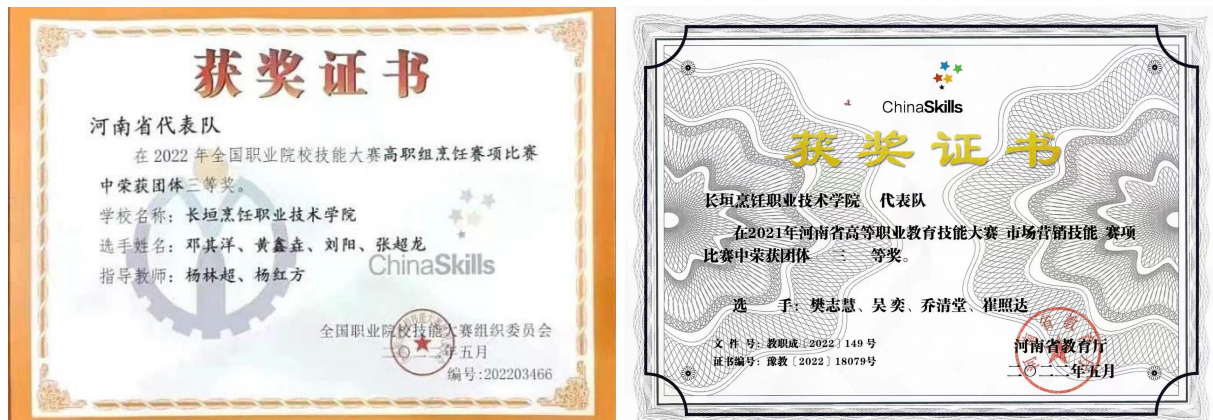 获奖证书
河南省代表队
在 2022 年全国职业院校技能大赛高职组烹饪赛项比赛
中荣获团体三等奖。
学校名称：长垣烹饪职业技术学院
选手姓名：邓其洋、黄鑫垚、刘阳、张超龙
指导教师：杨林超、杨红方
ChinaSkills
全国职业院校技能大赛组织委员会
二〇二二年五月
编号:202203466
ChinaSkills
获奖证书
长垣烹饪职业技术学院 代表队
在2021年河南省高等职业教育技能大赛 市场营销技能 赛项
比赛中荣获团体 三 等奖。
选 手：樊志慧、吴奕、乔清堂、崔照达
文 件 号：教职成〔2022〕149 号
证书编号：豫教〔2022〕18079号
河南省教育厅
二〇二二年五月